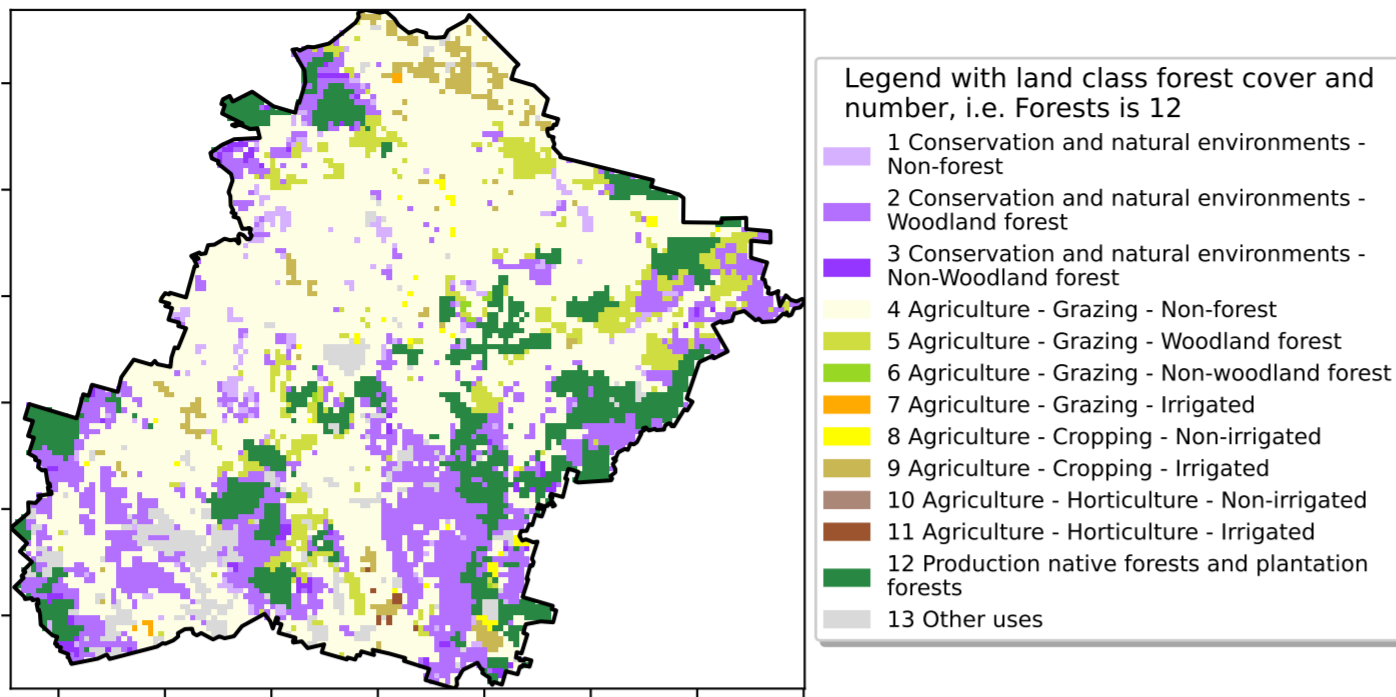 Legend with land class forest cover and
number, i.e. Forests is 12
1 Conservation and natural environments -
Non-forest
2 Conservation and natural environments -
Woodland forest
3 Conservation and natural environments -
Non-Woodland forest
4 Agriculture - Grazing - Non-forest
5 Agriculture - Grazing - Woodland forest
6 Agriculture - Grazing - Non-woodland forest
7 Agriculture - Grazing - Irrigated
8 Agriculture - Cropping - Non-irrigated
9 Agriculture - Cropping - Irrigated
10 Agriculture - Horticulture - Non-irrigated
11 Agriculture - Horticulture - Irrigated
12 Production native forests and plantation
forests
13 Other uses